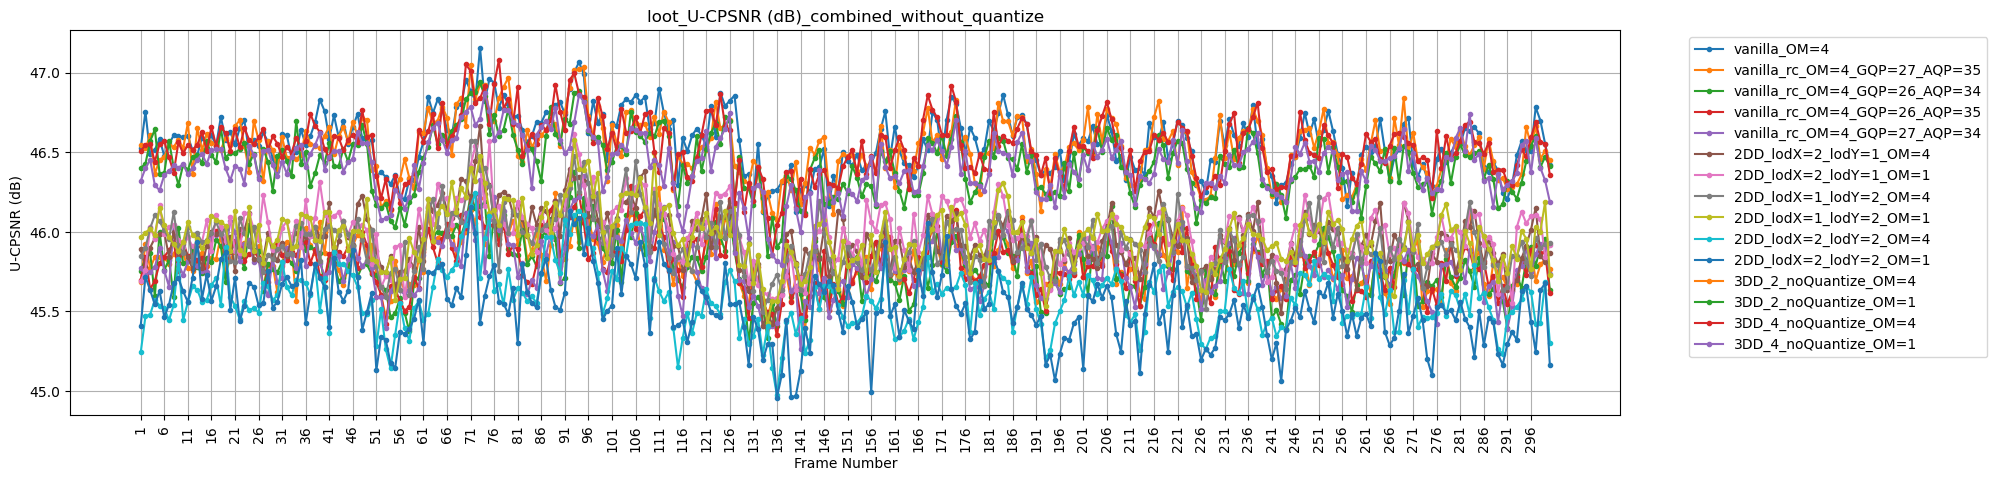 loot_U-CPSNR (dB)_combined_without_quantize
U-CPSNR (dB)
47.0
46.5
46.0
45.5
45.0
1 6 11 16 21 26 31 36 41 46 51 56 61 66 71 76 81 86 91 96 101 106 111 116 121 126 131 136 141 146 151 156 161 166 171 176 181 186 191 196 201 206 211 216 221 226 231 236 241 246 251 256 261 266 271 276 281 286 291 296
Frame Number
vanilla_OM=4
vanilla_rc_OM=4_GQP=27_AQP=35
vanilla_rc_OM=4_GQP=26_AQP=34
vanilla_rc_OM=4_GQP=26_AQP=35
vanilla_rc_OM=4_GQP=27_AQP=34
2DD_lodX=2_lodY=1_OM=4
2DD_lodX=2_lodY=1_OM=1
2DD_lodX=1_lodY=2_OM=4
2DD_lodX=1_lodY=2_OM=1
2DD_lodX=2_lodY=2_OM=4
2DD_lodX=2_lodY=2_OM=1
3DD_2_noQuantize_OM=4
3DD_2_noQuantize_OM=1
3DD_4_noQuantize_OM=4
3DD_4_noQuantize_OM=1